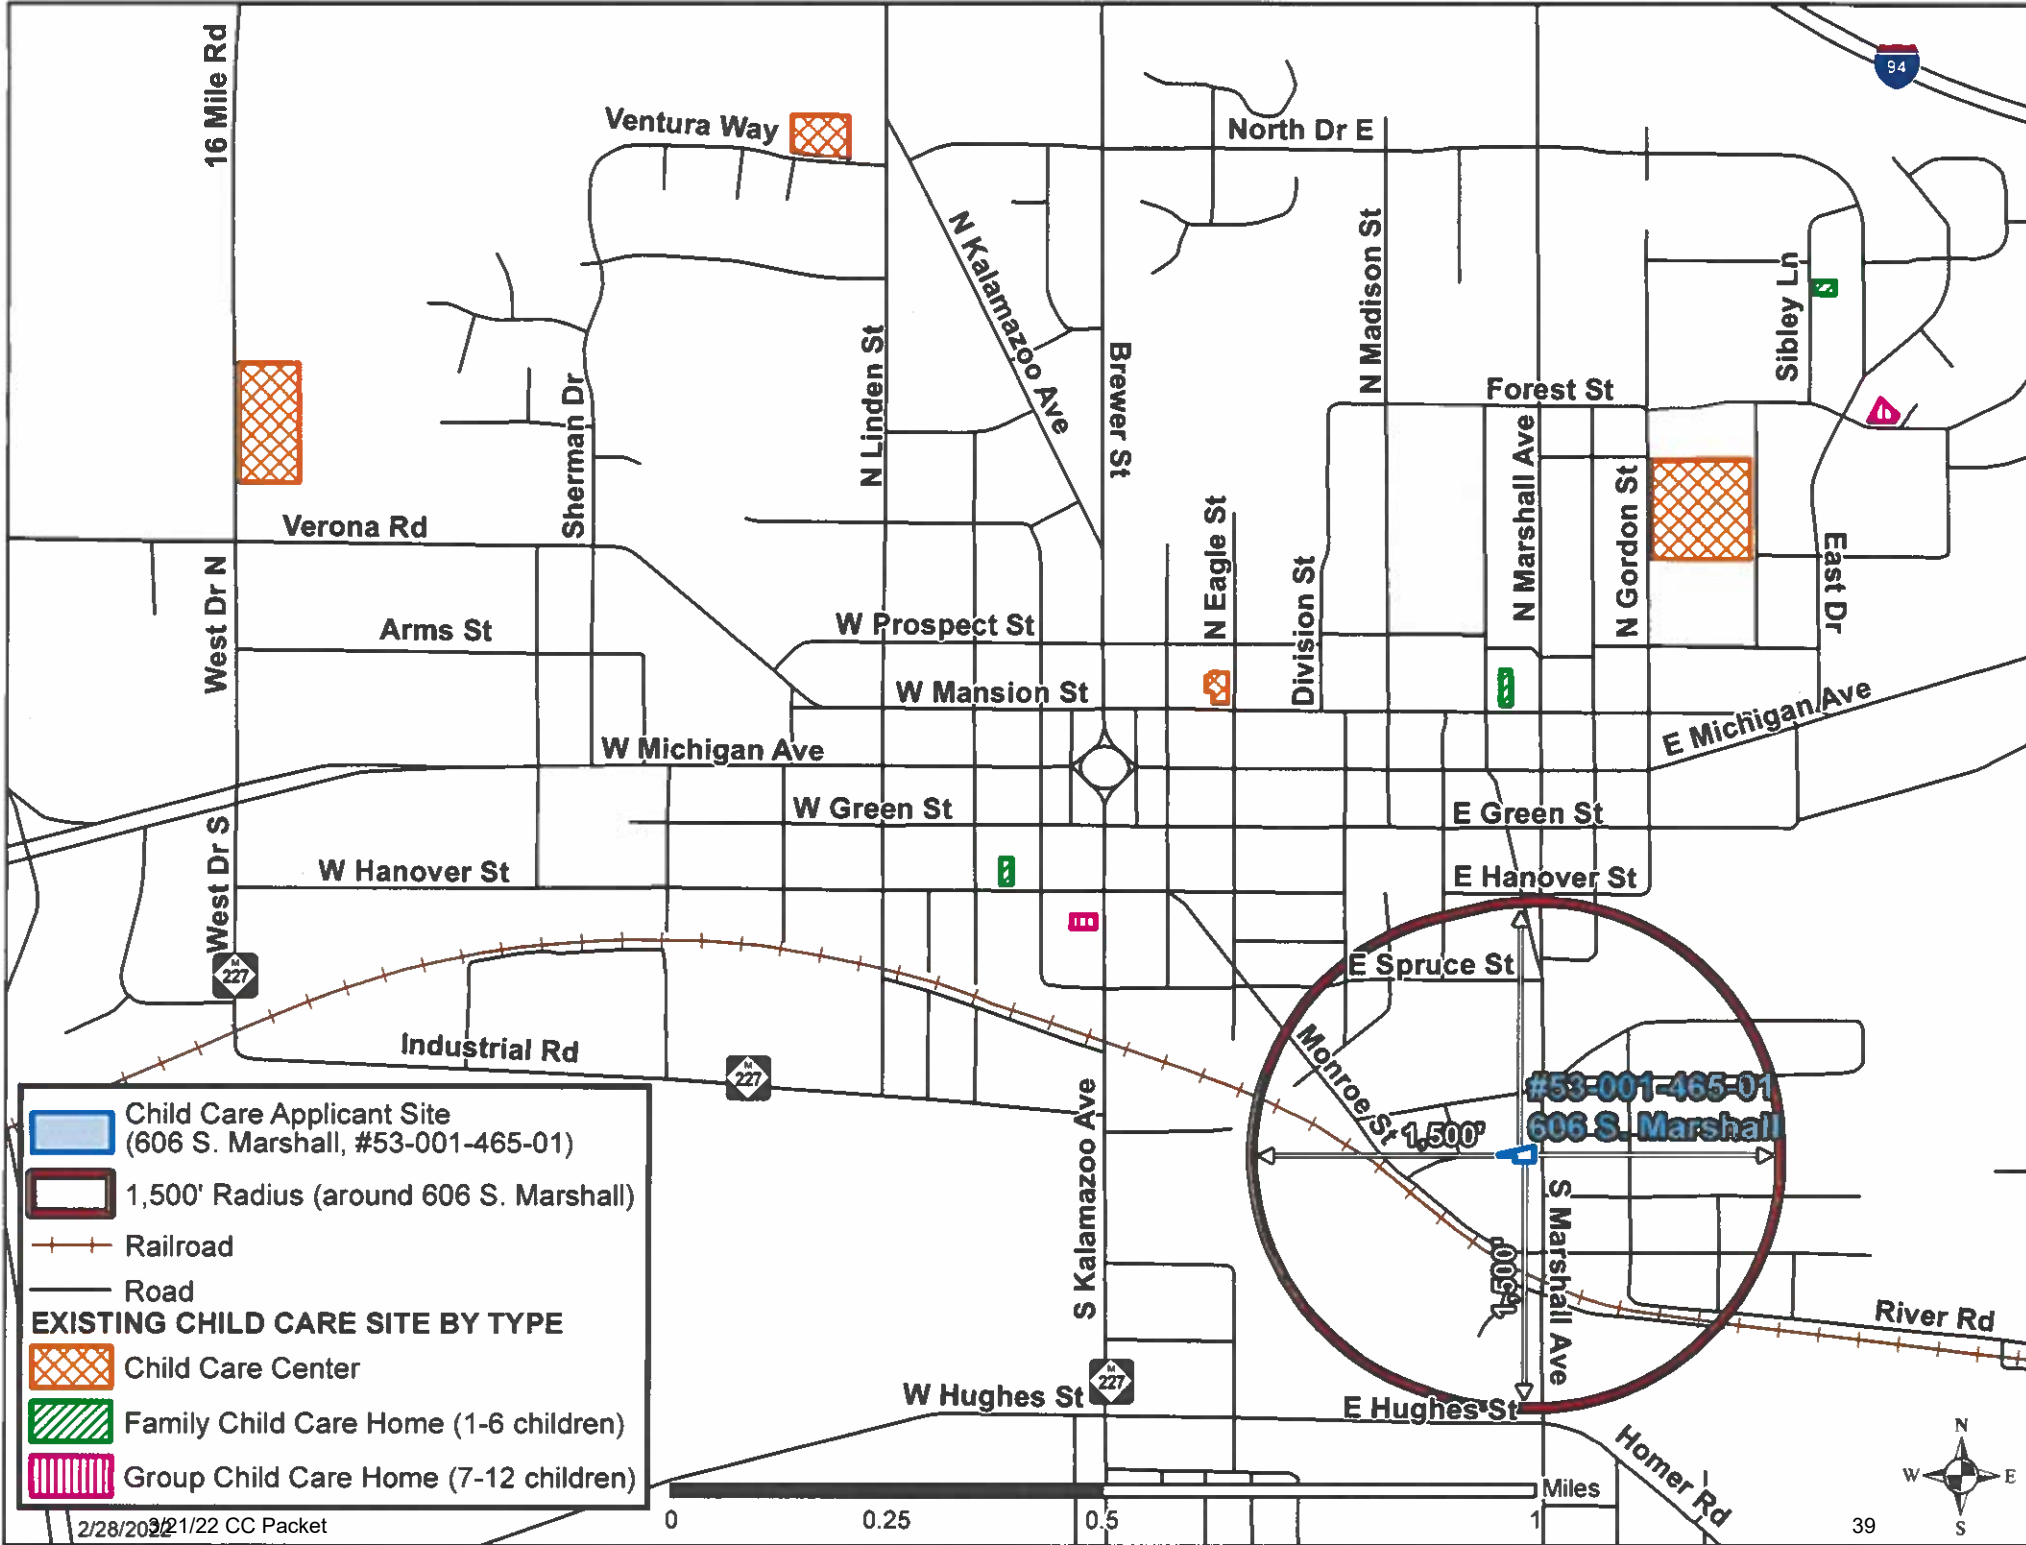 94
16 Mile Rd
Ventura Way
North Dr E
N Kalamazoo Ave
N Madison St
Sibley Ln
N Linden St
Brewer St
Sherman Dr
Forest St
N Marshall Ave
N Gordon St
Verona Rd
N Eagle St
East Dr
West Dr N
Division St
Arms St
W Prospect St
W Mansion St
E Michigan Ave
W Michigan Ave
W Green St
E Green St
West Dr S
W Hanover St
E Hanover St
E Spruce St
M
227
Industrial Rd
M
227
Monroe St
#53-001-465-01
606 S. Marshall
1,500'
1,500'
S Kalamazoo Ave
S Marshall Ave
River Rd
Child Care Applicant Site
(606 S. Marshall, #53-001-465-01)
1,500' Radius (around 606 S. Marshall)
Railroad
Road
EXISTING CHILD CARE SITE BY TYPE
Child Care Center
Family Child Care Home (1-6 children)
Group Child Care Home (7-12 children)
M
227
W Hughes St
E Hughes St
Homer Rd
N
W
E
S
Miles
0
0.25
0.5
1
2/28/2022
3/21/22 CC Packet
39